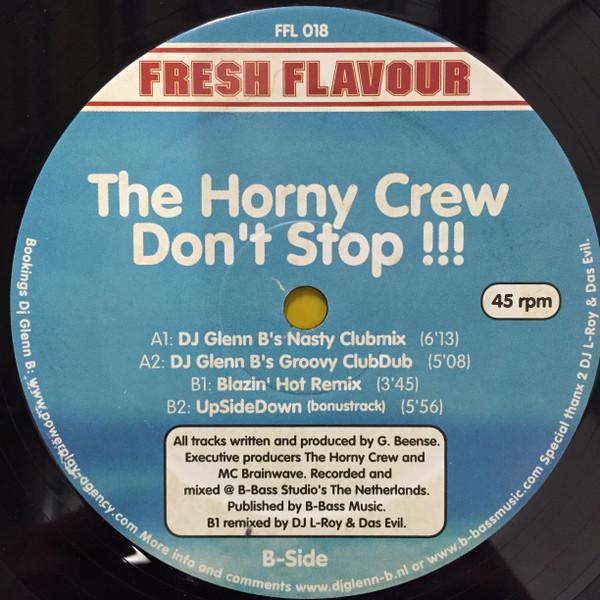 FFL 018
FRESH FLAVOUR
The Horny Crew
Don't Stop !!!
45 rpm
A1: DJ Glenn B's Nasty Clubmix (6'13)
A2: DJ Glenn B's Groovy ClubDub (5'08)
B1: Blazin' Hot Remix (3'45)
B2: UpSideDown (bonustrack) (5'56)
All tracks written and produced by G. Beense.
Executive producers The Horny Crew and
MC Brainwave. Recorded and
mixed @ B-Bass Studio's The Netherlands.
Published by B-Bass Music.
B1 remixed by DJ L-Roy & Das Evil.
B-Side
Bookings Dj Glenn B: www.powerplay-agency.com More info and comments www.djglenn-b.nl or www.b-bassmusic.com Special thanx 2 DJ L-Roy & Das Evil.